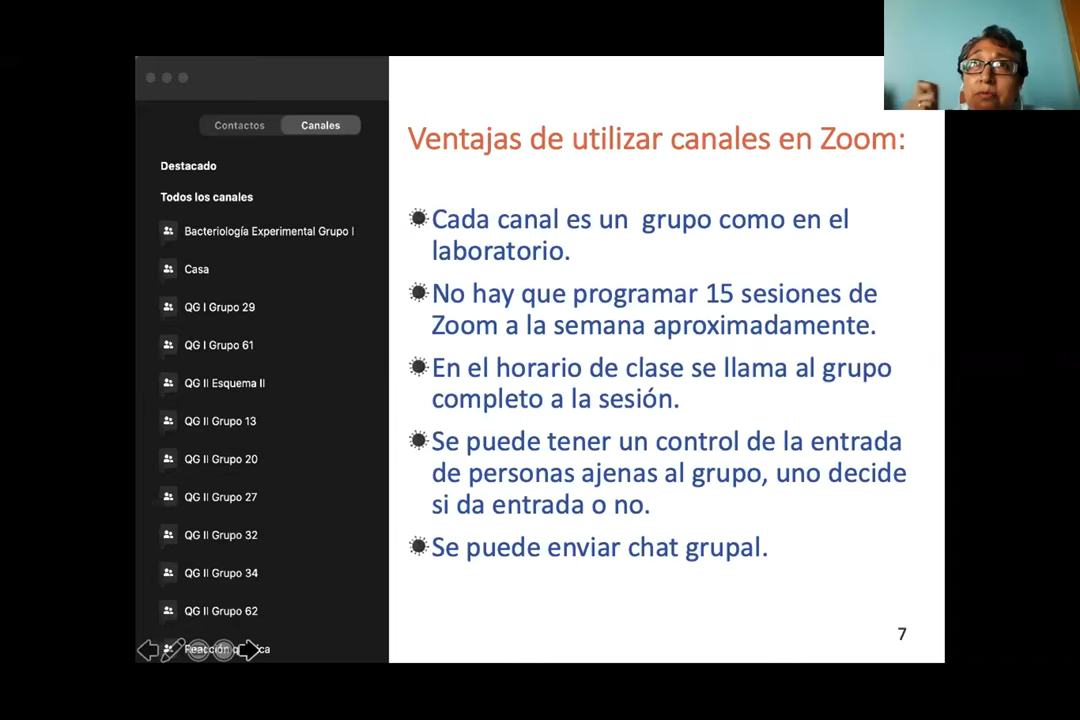 Contactos Canales
Destacado
Todos los canales
Bacteriología Experimental Grupo I
Casa
QG I Grupo 29
QG I Grupo 61
QG II Esquema II
QG II Grupo 13
QG II Grupo 20
QG II Grupo 27
QG II Grupo 32
QG II Grupo 34
QG II Grupo 62
Ventajas de utilizar canales en Zoom:
Cada canal es un grupo como en el
laboratorio.
No hay que programar 15 sesiones de
Zoom a la semana aproximadamente.
En el horario de clase se llama al grupo
completo a la sesión.
Se puede tener un control de la entrada
de personas ajenas al grupo, uno decide
si da entrada o no.
Se puede enviar chat grupal.
7